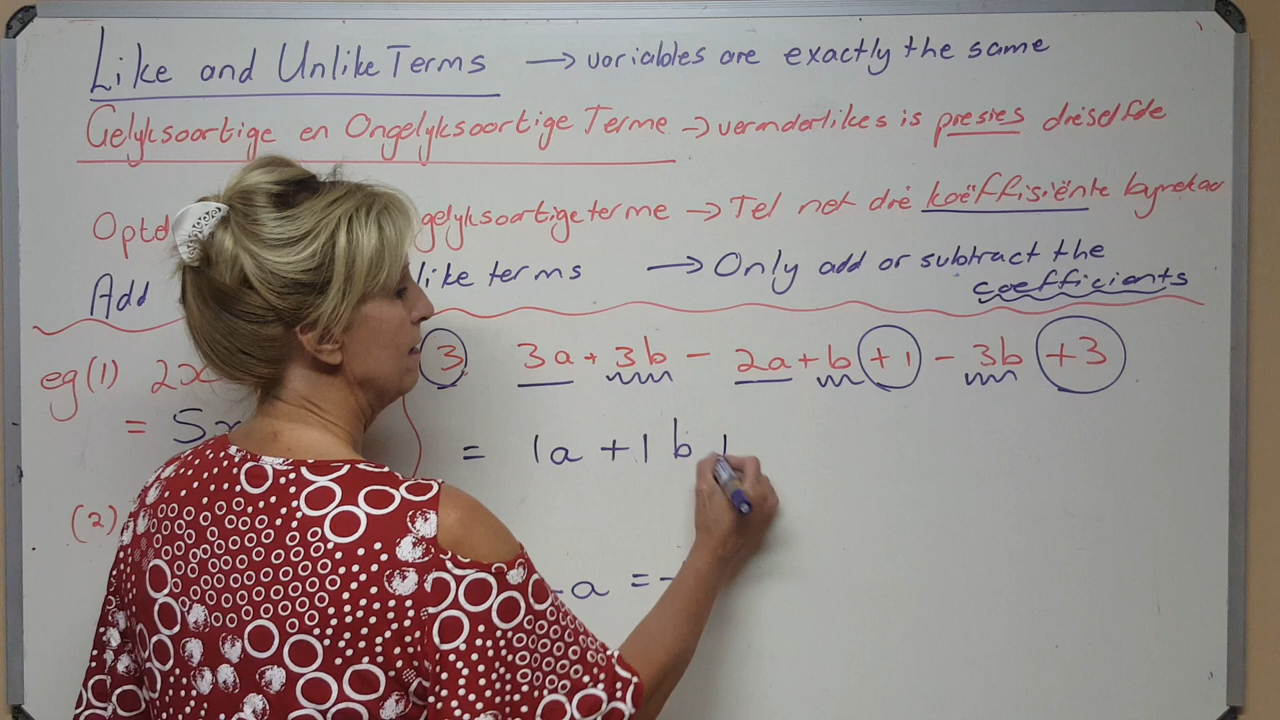 Like and Unlike Terms → variables are exactly the same
Gelyksoortige en Ongelyksoortige Terme → veranderlikes is presies dieselfde
Opte gelyksoortige terme → Tel net die koëffisiënte bymekaar
Add like terms → Only add or subtract the
coefficients
eg(1) 2x 3 3a + 3b - 2a + b +1 - 3b +3
= 5x = 1a + 1b
(2) - a = -